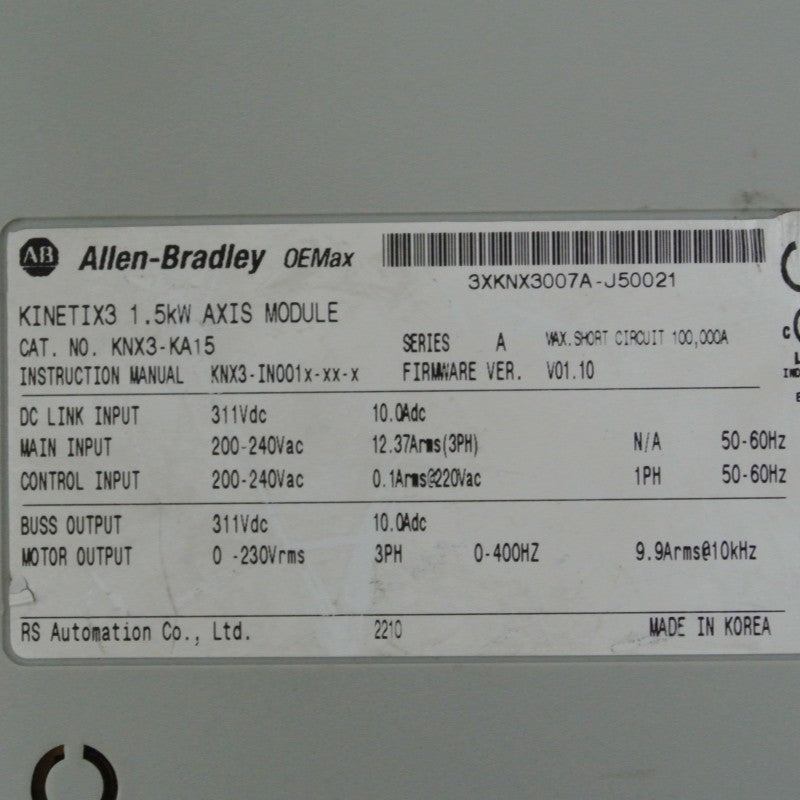 AB Allen-Bradley OEMax
3XKNX3007A-J50021
KINETIX3 1.5kW AXIS MODULE
CAT. NO. KNX3-KA15 SERIES A MAX.SHORT CIRCUIT 100,000A
INSTRUCTION MANUAL KNX3-IN001x-xx-x FIRMWARE VER. V01.10
DC LINK INPUT 311Vdc 10.0Adc
MAIN INPUT 200-240Vac 12.37Arms(3PH) N/A 50-60Hz
CONTROL INPUT 200-240Vac 0.1Arms@220Vac 1PH 50-60Hz
BUSS OUTPUT 311Vdc 10.0Adc
MOTOR OUTPUT 0 -230Vrms 3PH 0-400HZ 9.9Arms@10kHz
RS Automation Co., Ltd. 2210 MADE IN KOREA